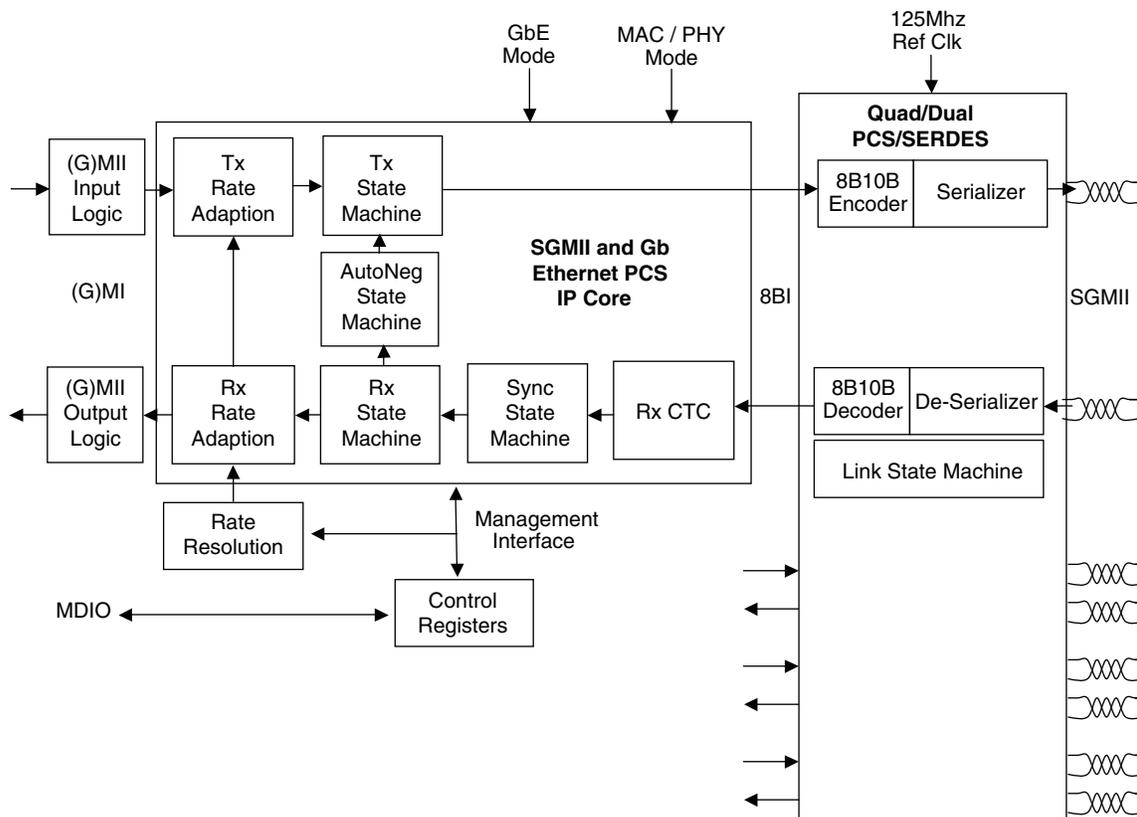 GbE
Mode
MAC / PHY
Mode
125Mhz
Ref Clk
Quad/Dual
PCS/SERDES
(G)MII
Input
Logic
Tx
Rate
Adaption
Tx
State
Machine
8B10B
Encoder
Serializer
SGMII and Gb
Ethernet PCS
IP Core
AutoNeg
State
Machine
(G)MI
8BI
SGMII
(G)MII
Output
Logic
Rx
Rate
Adaption
Rx
State
Machine
Sync
State
Machine
Rx CTC
8B10B
Decoder
De-Serializer
Link State Machine
Rate
Resolution
Management
Interface
MDIO
Control
Registers